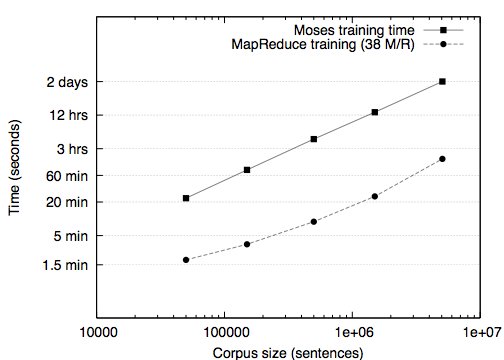 Moses training time
MapReduce training (38 M/R)
2 days
12 hrs
3 hrs
60 min
20 min
5 min
1.5 min
Time (seconds)
10000
100000
1e+06
1e+07
Corpus size (sentences)